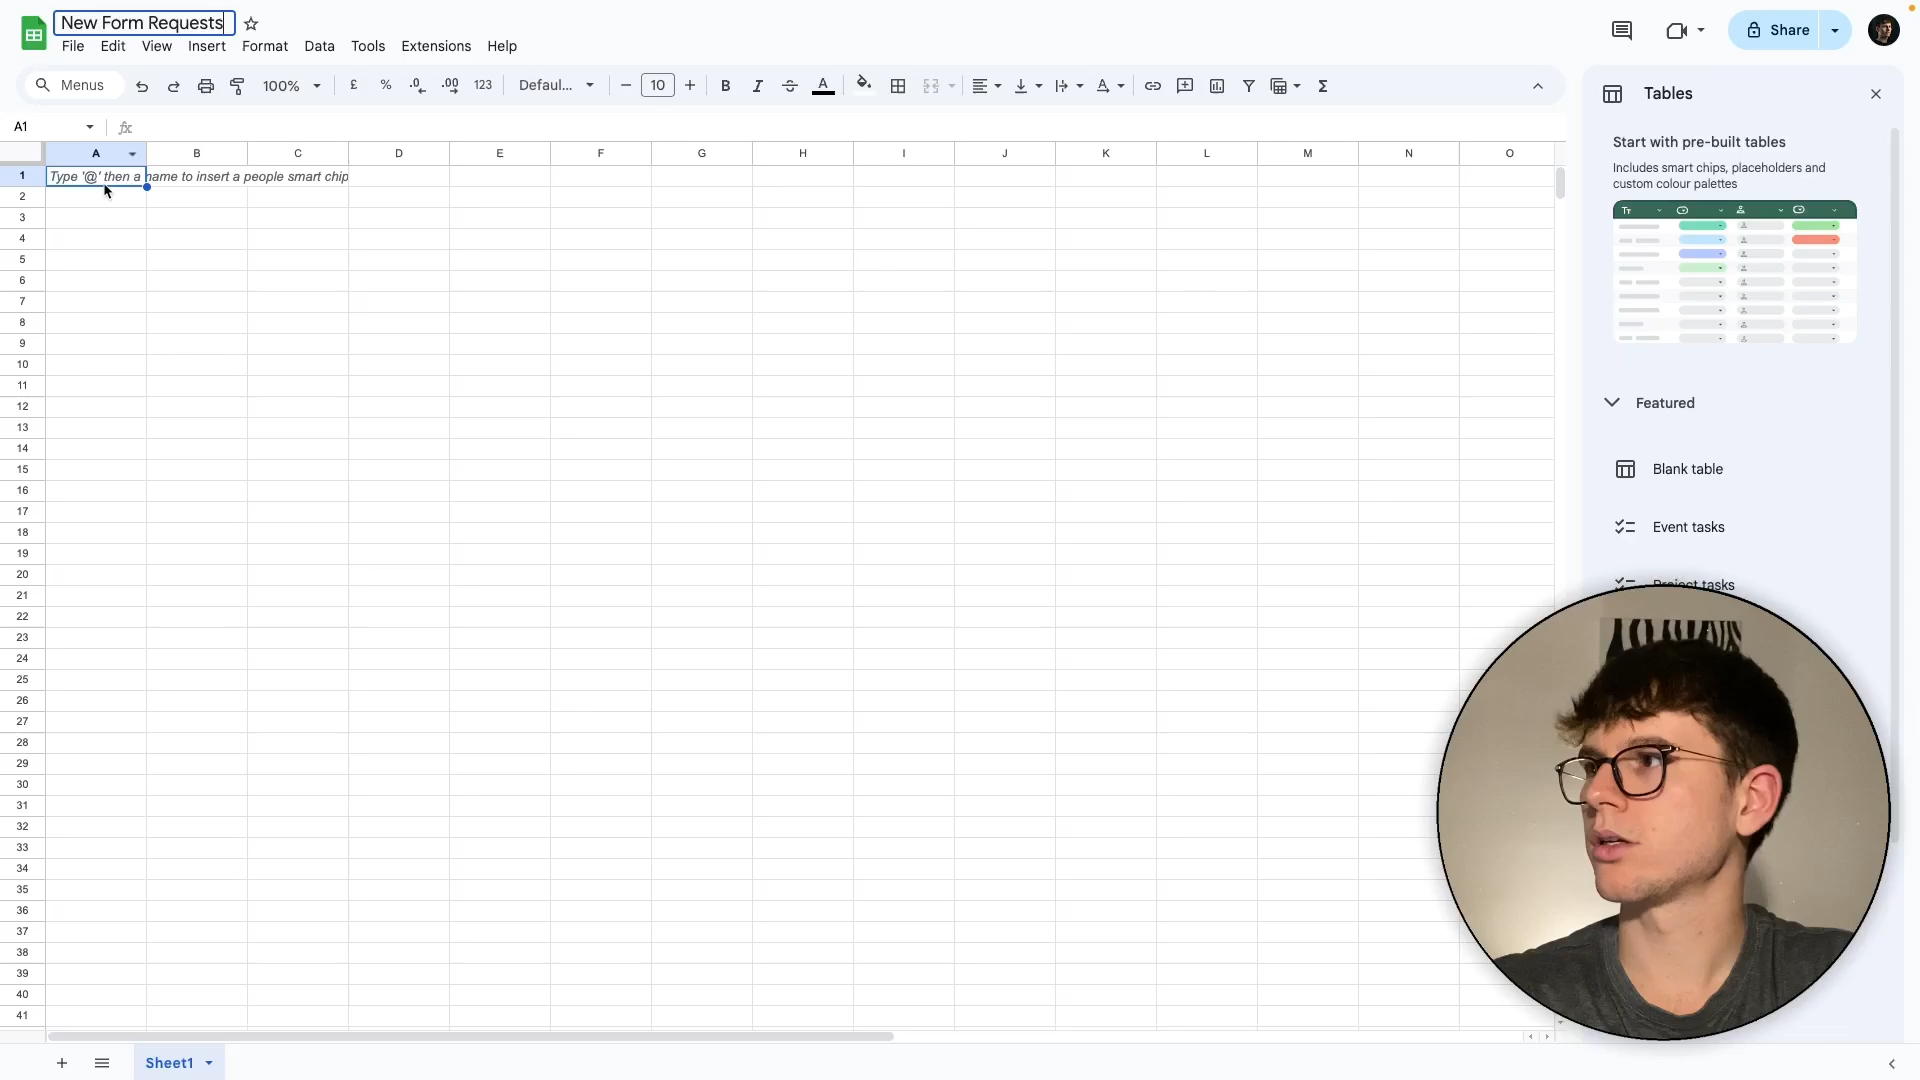 New Form Requests
File Edit View Insert Format Data Tools Extensions Help
Share
Menus 100% £ % .0 .00 123 Defaul... 10 B I A Σ
A1 fx
A B C D E F G H I J K L M N O
1 Type '@' then a name to insert a people smart chip
2
3
4
5
6
7
8
9
10
11
12
13
14
15
16
17
18
19
20
21
22
23
24
25
26
27
28
29
30
31
32
33
34
35
36
37
38
39
40
41
Sheet1
Tables
Start with pre-built tables
Includes smart chips, placeholders and
custom colour palettes
Featured
Blank table
Event tasks
Project tasks